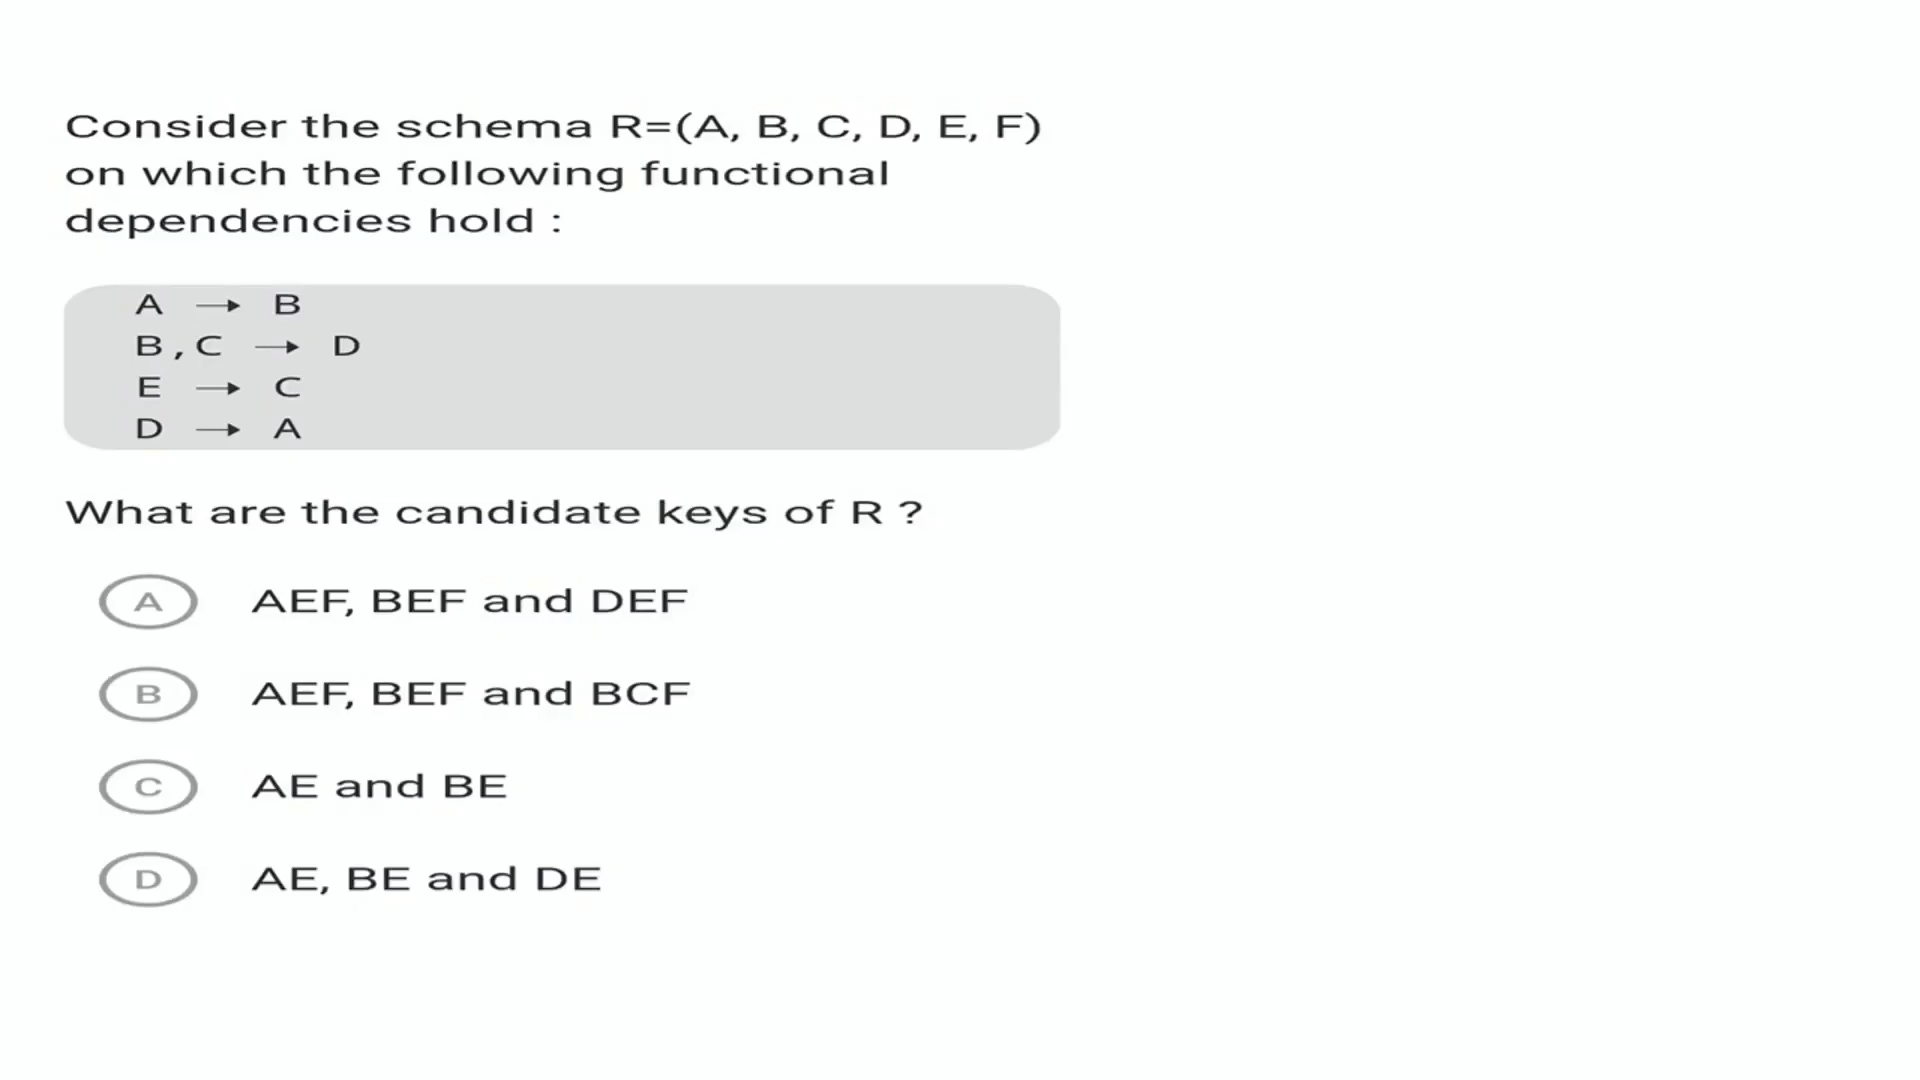 Consider the schema R=(A, B, C, D, E, F)
on which the following functional
dependencies hold :
A → B
B , C → D
E → C
D → A
What are the candidate keys of R ?
A AEF, BEF and DEF
B AEF, BEF and BCF
C AE and BE
D AE, BE and DE